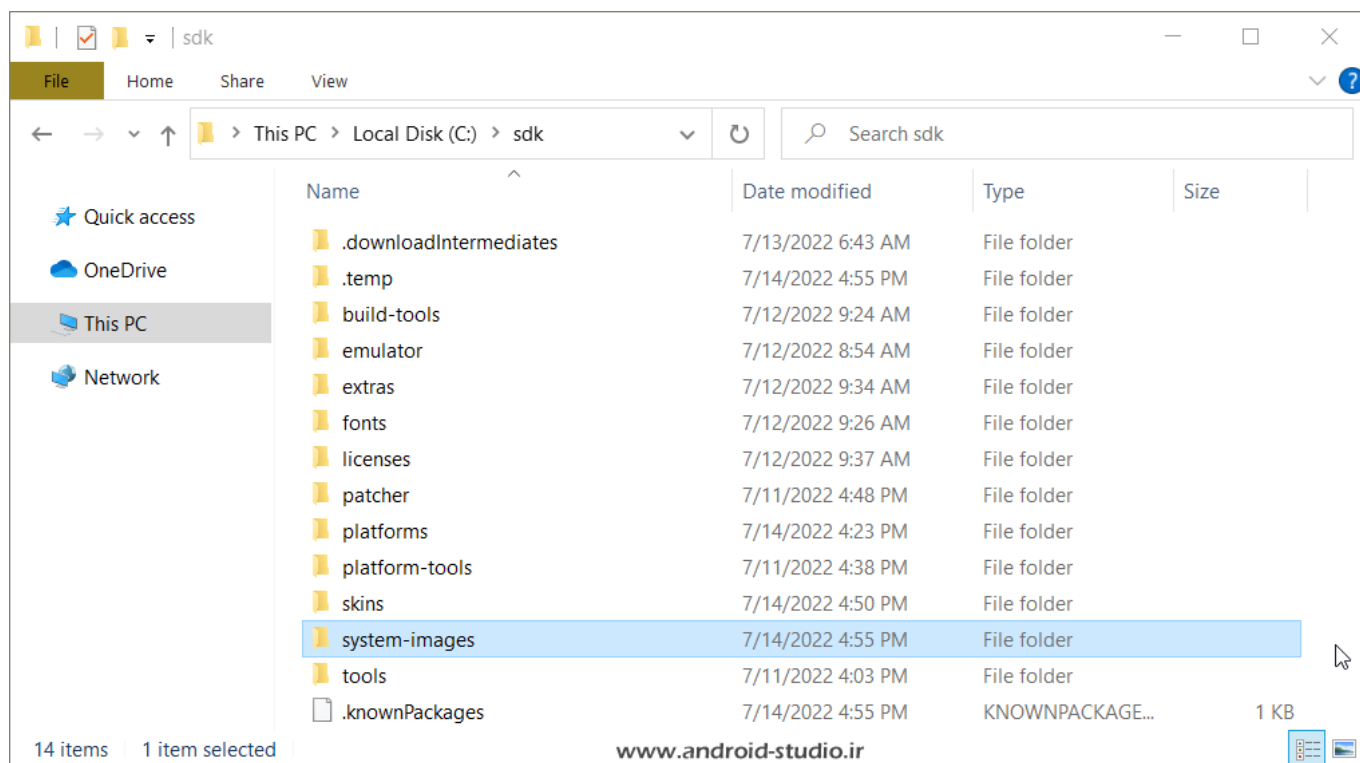 sdk
File Home Share View ?
This PC Local Disk (C:) sdk Search sdk
Quick access
OneDrive
This PC
Network
Name Date modified Type Size
.downloadIntermediates 7/13/2022 6:43 AM File folder
.temp 7/14/2022 4:55 PM File folder
build-tools 7/12/2022 9:24 AM File folder
emulator 7/12/2022 8:54 AM File folder
extras 7/12/2022 9:34 AM File folder
fonts 7/12/2022 9:26 AM File folder
licenses 7/12/2022 9:37 AM File folder
patcher 7/11/2022 4:48 PM File folder
platforms 7/14/2022 4:23 PM File folder
platform-tools 7/11/2022 4:38 PM File folder
skins 7/14/2022 4:50 PM File folder
system-images 7/14/2022 4:55 PM File folder
tools 7/11/2022 4:03 PM File folder
.knownPackages 7/14/2022 4:55 PM KNOWNPACKAGE... 1 KB
14 items 1 item selected www.android-studio.ir